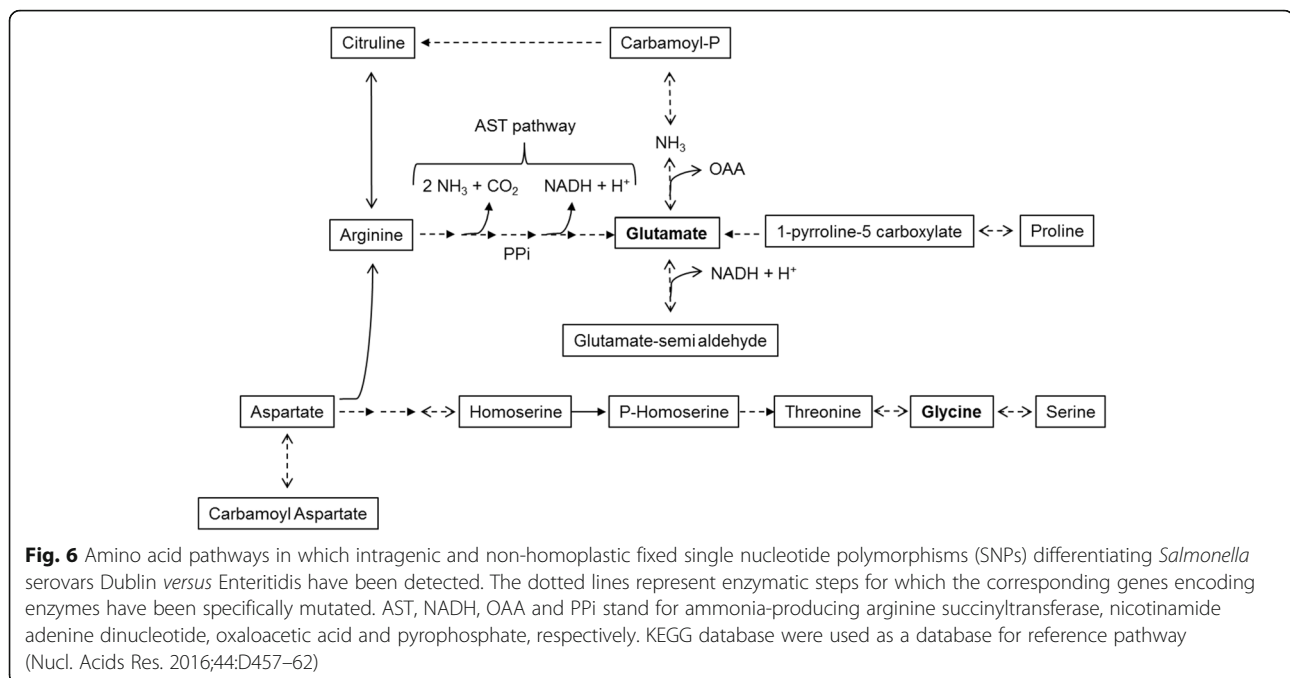 Citruline
Carbamoyl-P
AST pathway
NH₃
2 NH₃ + CO₂
NADH + H⁺
OAA
Arginine
PPi
Glutamate
1-pyrroline-5 carboxylate
Proline
NADH + H⁺
Glutamate-semi aldehyde
Aspartate
Homoserine
P-Homoserine
Threonine
Glycine
Serine
Carbamoyl Aspartate
Fig. 6 Amino acid pathways in which intragenic and non-homoplastic fixed single nucleotide polymorphisms (SNPs) differentiating Salmonella
serovars Dublin versus Enteritidis have been detected. The dotted lines represent enzymatic steps for which the corresponding genes encoding
enzymes have been specifically mutated. AST, NADH, OAA and PPi stand for ammonia-producing arginine succinyltransferase, nicotinamide
adenine dinucleotide, oxaloacetic acid and pyrophosphate, respectively. KEGG database were used as a database for reference pathway
(Nucl. Acids Res. 2016;44:D457–62)